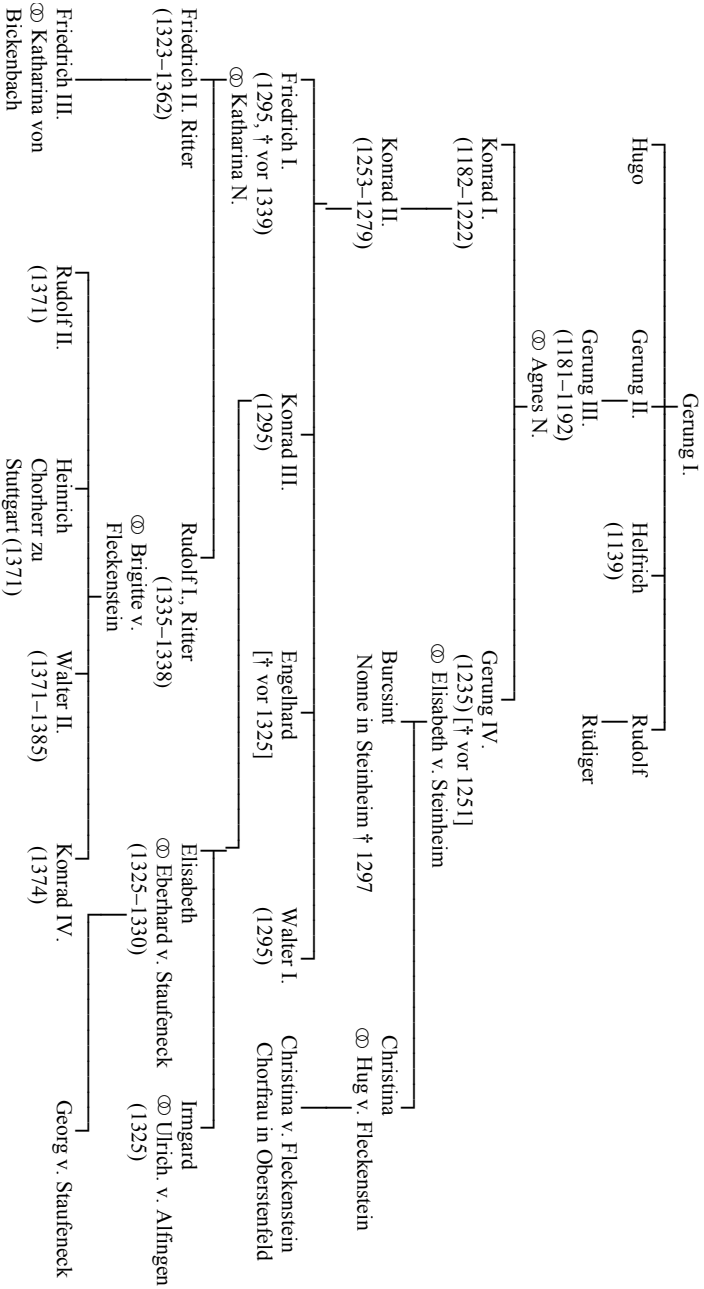 Gerung I.
Hugo
Gerung II.
Helfrich
(1139)
Rudolf
Gerung III.
(1181–1192)
⚭ Agnes N.
Rüdiger
Konrad I.
(1182–1222)
Gerung IV.
(1235) [† vor 1251]
⚭ Elisabeth v. Steinheim
Konrad II.
(1253–1279)
Burcsint
Nonne in Steinheim † 1297
Christina
⚭ Hug v. Fleckenstein
Friedrich I.
(1295, † vor 1339)
⚭ Katharina N.
Konrad III.
(1295)
Engelhard
[† vor 1325]
Walter I.
(1295)
Christina v. Fleckenstein
Chorfrau in Oberstenfeld
Friedrich II. Ritter
(1323–1362)
Rudolf I., Ritter
(1335–1338)
⚭ Brigitte v.
Fleckenstein
Elisabeth
⚭ Eberhard v. Staufeneck
(1325–1330)
Irmgard
⚭ Ulrich. v. Alfingen
(1325)
Friedrich III.
⚭ Katharina von
Bickenbach
Rudolf II.
(1371)
Heinrich
Chorherr zu
Stuttgart (1371)
Walter II.
(1371–1385)
Konrad IV.
(1374)
Georg v. Staufeneck